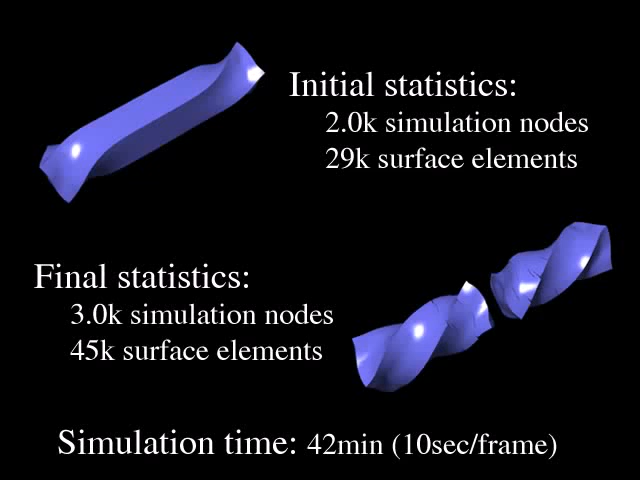 Initial statistics:
2.0k simulation nodes
29k surface elements
Final statistics:
3.0k simulation nodes
45k surface elements
Simulation time: 42min (10sec/frame)